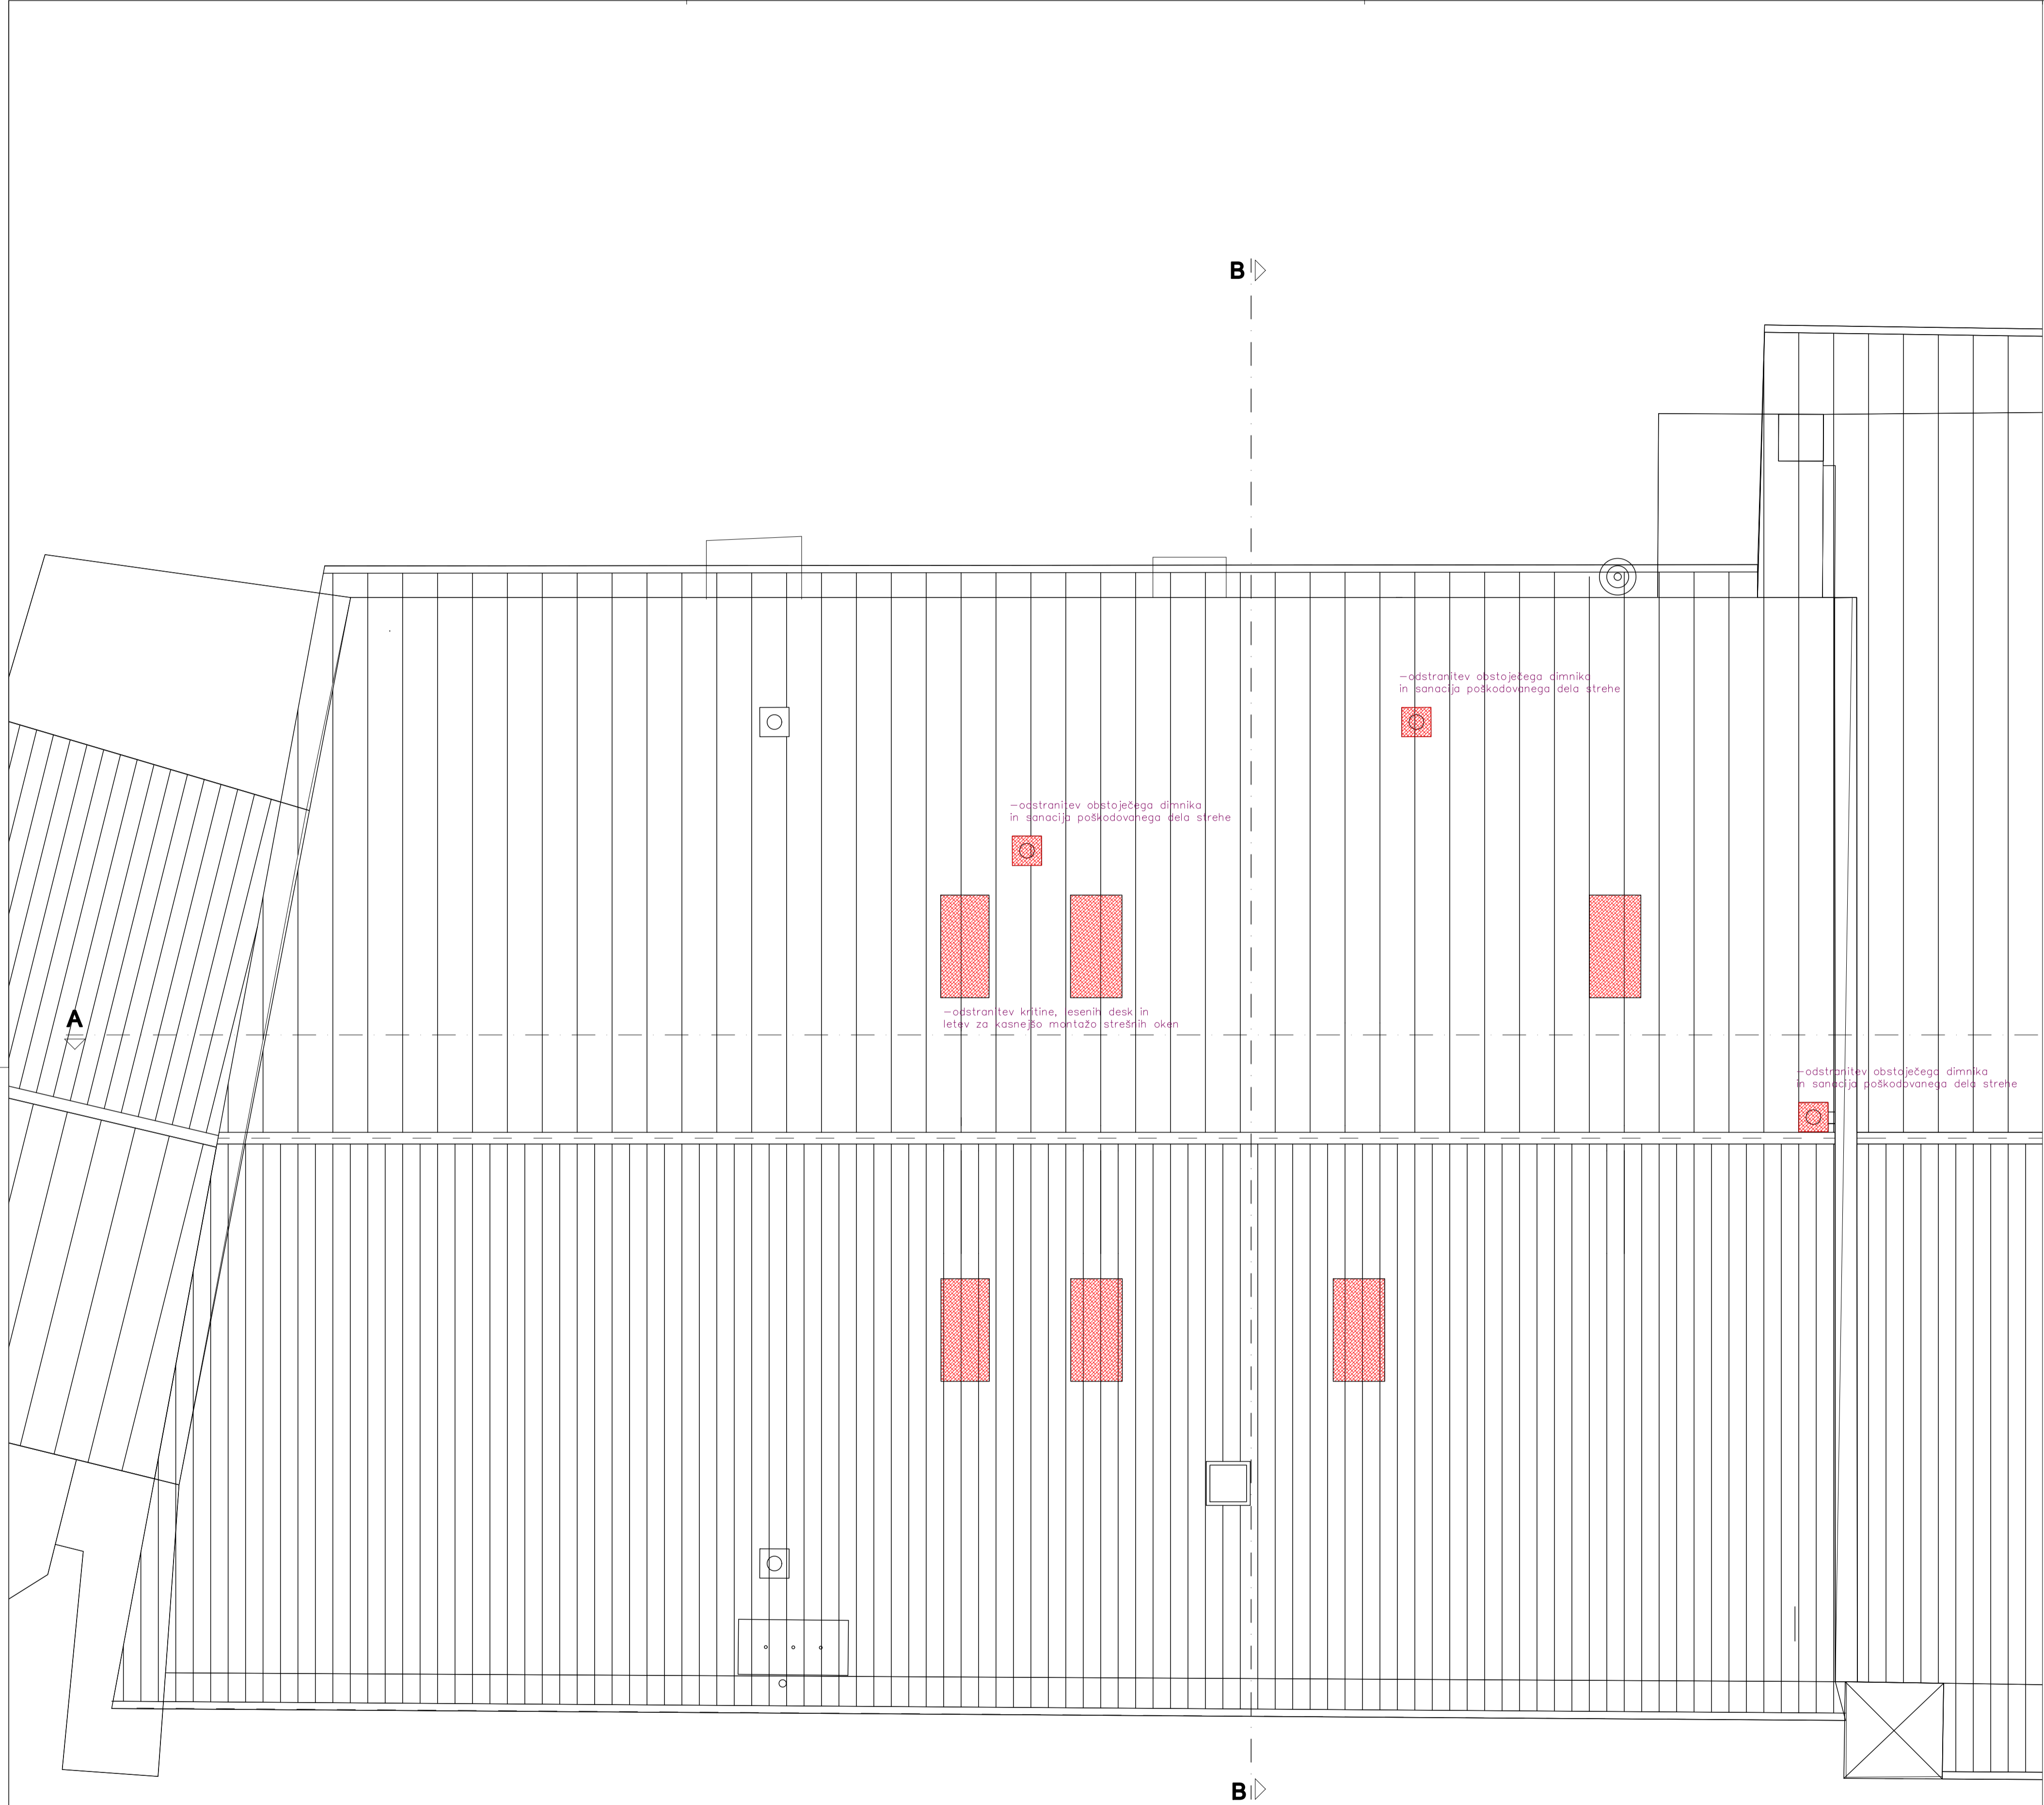 B
-odstranitev obstoječega dimnika
in sanacija poškodovanega dela strehe
-odstranitev obstoječega dimnika
in sanacija poškodovanega dela strehe
A
-odstranitev kritine, lesenih desk in
letev za kasnejšo montažo strešnih oken
-odstranitev obstoječega dimnika
in sanacija poškodovanega dela strehe
B